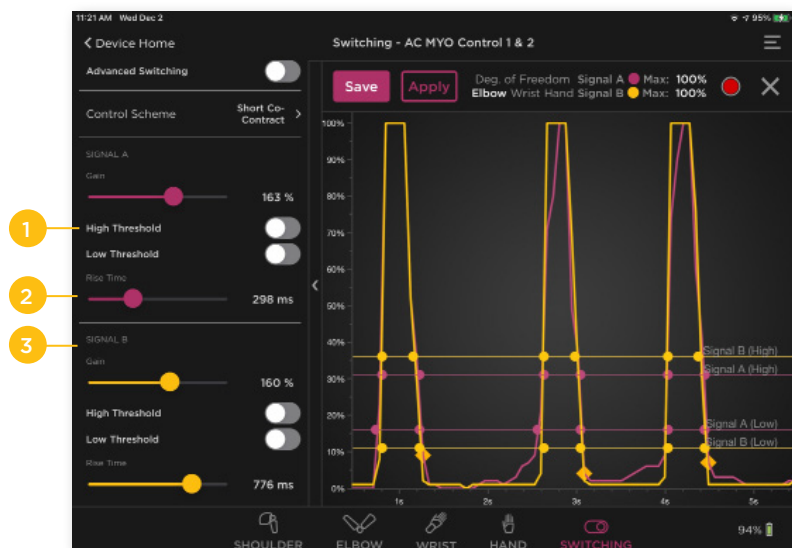 11:21 AM Wed Dec 2
95%
Device Home
Switching - AC MYO Control 1 & 2
Advanced Switching
Save
Apply
Deg. of Freedom Signal A Max: 100%
Elbow Wrist Hand Signal B Max: 100%
Control Scheme
Short Co-
Contract
SIGNAL A
Gain
163 %
1
High Threshold
Low Threshold
Rise Time
2
298 ms
3
SIGNAL B
Gain
160 %
High Threshold
Low Threshold
Rise Time
776 ms
100%
90%
80%
70%
60%
50%
40%
30%
20%
10%
0%
Signal B (High)
Signal A (High)
Signal A (Low)
Signal B (Low)
1s
2s
3s
4s
5s
SHOULDER
ELBOW
WRIST
HAND
SWITCHING
94%